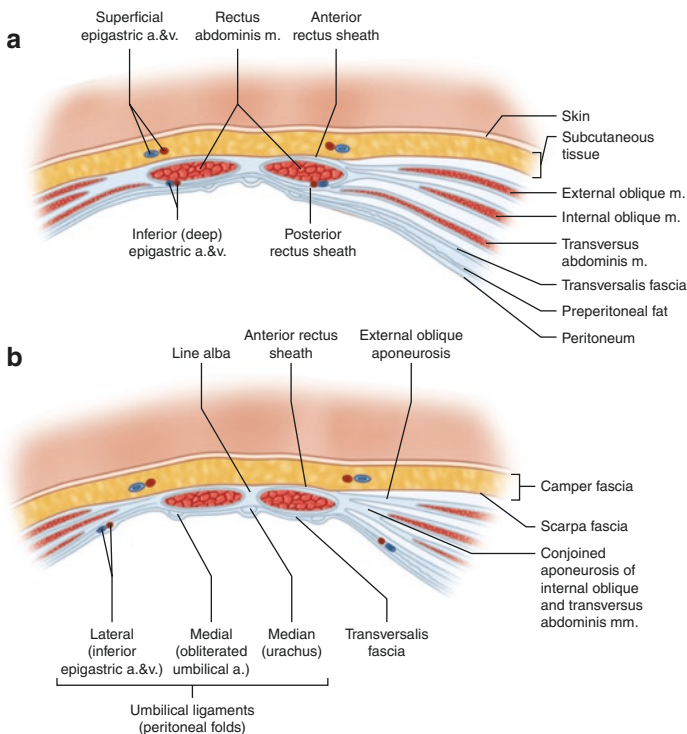 a
Superficial
epigastric a.&v.
Rectus
abdominis m.
Anterior
rectus sheath
Skin
Subcutaneous
tissue
External oblique m.
Internal oblique m.
Transversus
abdominis m.
Transversalis fascia
Preperitoneal fat
Peritoneum
Inferior (deep)
epigastric a.&v.
Posterior
rectus sheath
b
Line alba
Anterior rectus
sheath
External oblique
aponeurosis
Camper fascia
Scarpa fascia
Conjoined
aponeurosis of
internal oblique
and transversus
abdominis mm.
Lateral
(inferior
epigastric a.&v.)
Medial
(obliterated
umbilical a.)
Median
(urachus)
Transversalis
fascia
Umbilical ligaments
(peritoneal folds)